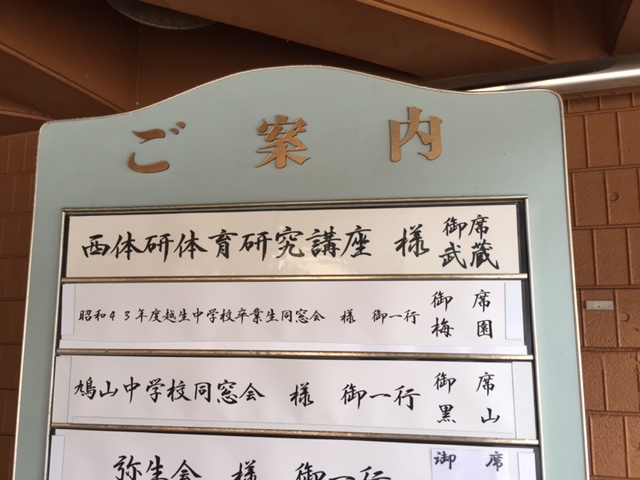 ご案内
西体研体育研究講座 様 御席 武蔵
昭和43年度越生中学校卒業生同窓会 様 御一行 御席 梅園
鳩山中学校同窓会 様 御一行 御席 黒山
弥生会 様 御一行 御席